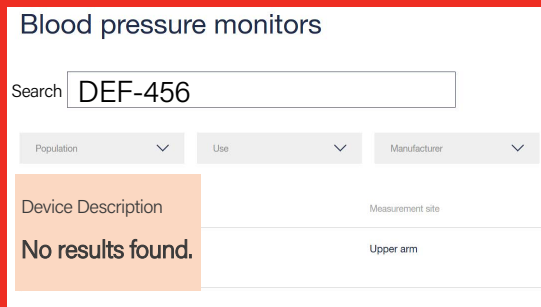 Blood pressure monitors
Search DEF-456
Population Use Manufacturer
Device Description Measurement site
No results found. Upper arm